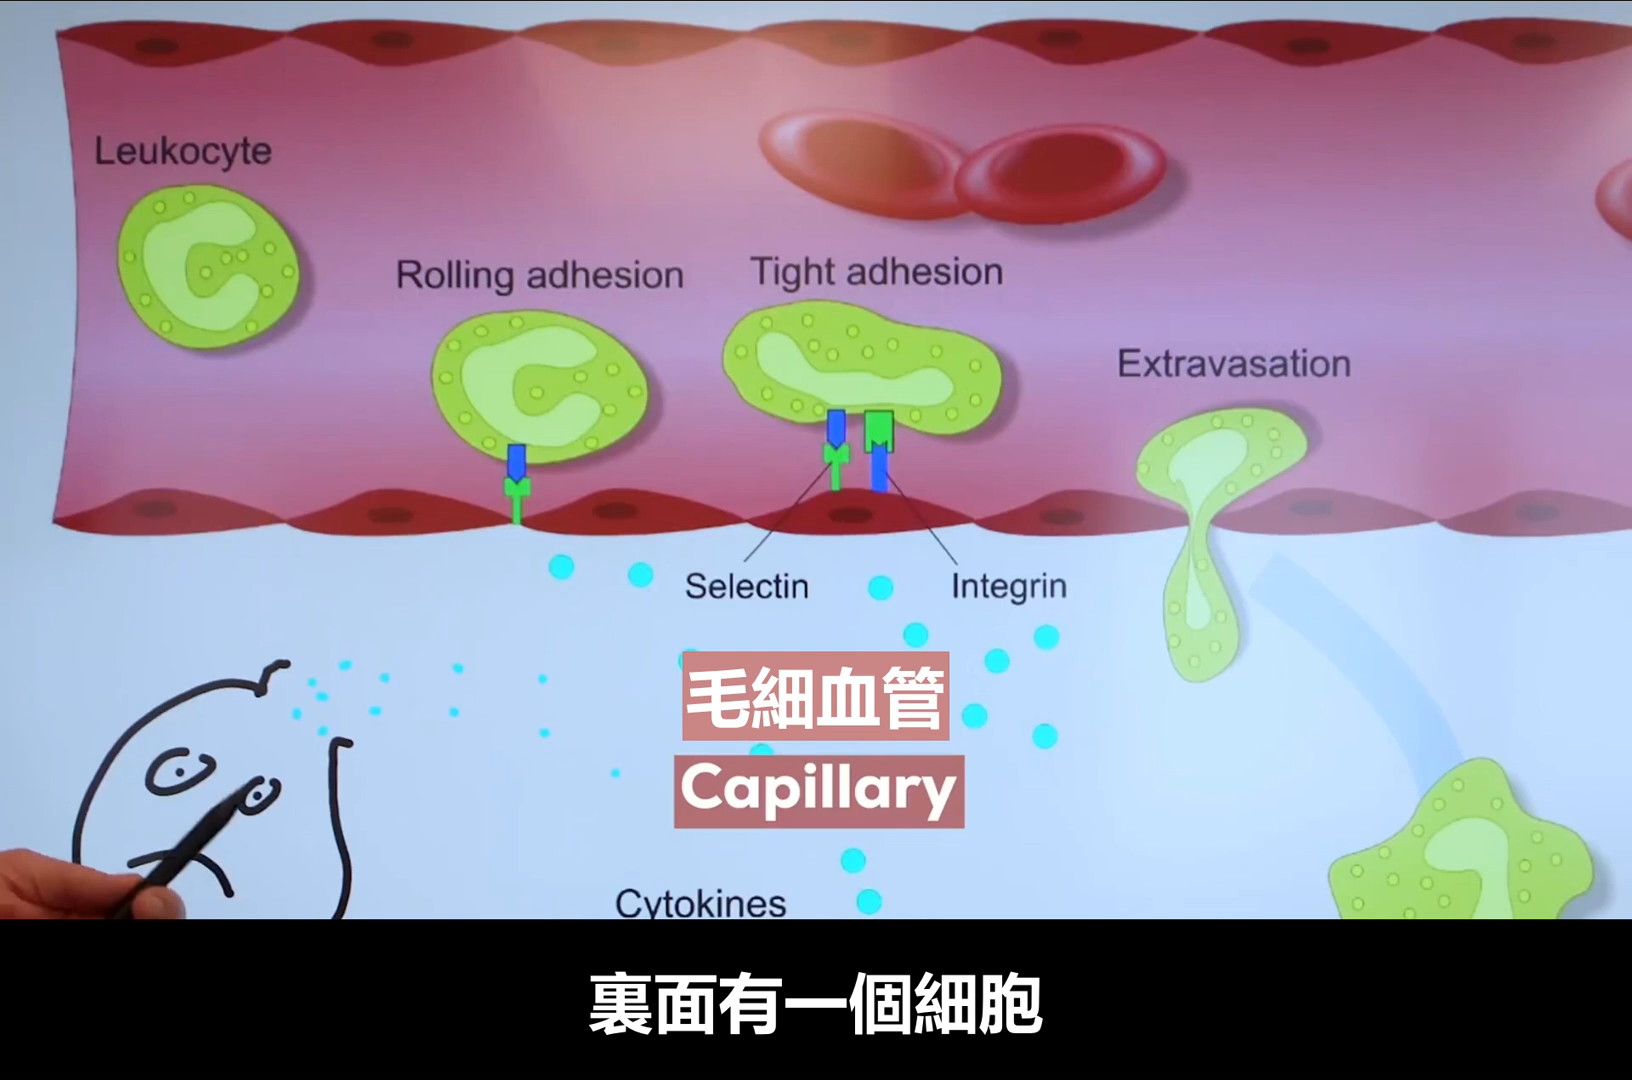 Leukocyte
Rolling adhesion
Tight adhesion
Extravasation
Selectin
Integrin
毛細血管
Capillary
Cytokines
裏面有一個細胞